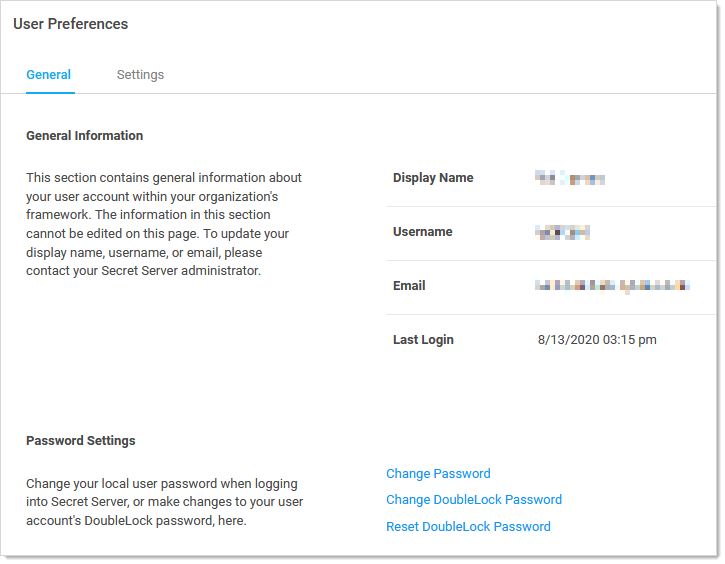 User Preferences
General
Settings
General Information
This section contains general information about
your user account within your organization's
framework. The information in this section
cannot be edited on this page. To update your
display name, username, or email, please
contact your Secret Server administrator.
Display Name
Username
Email
Last Login 8/13/2020 03:15 pm
Password Settings
Change your local user password when logging
into Secret Server, or make changes to your user
account's DoubleLock password, here.
Change Password
Change DoubleLock Password
Reset DoubleLock Password